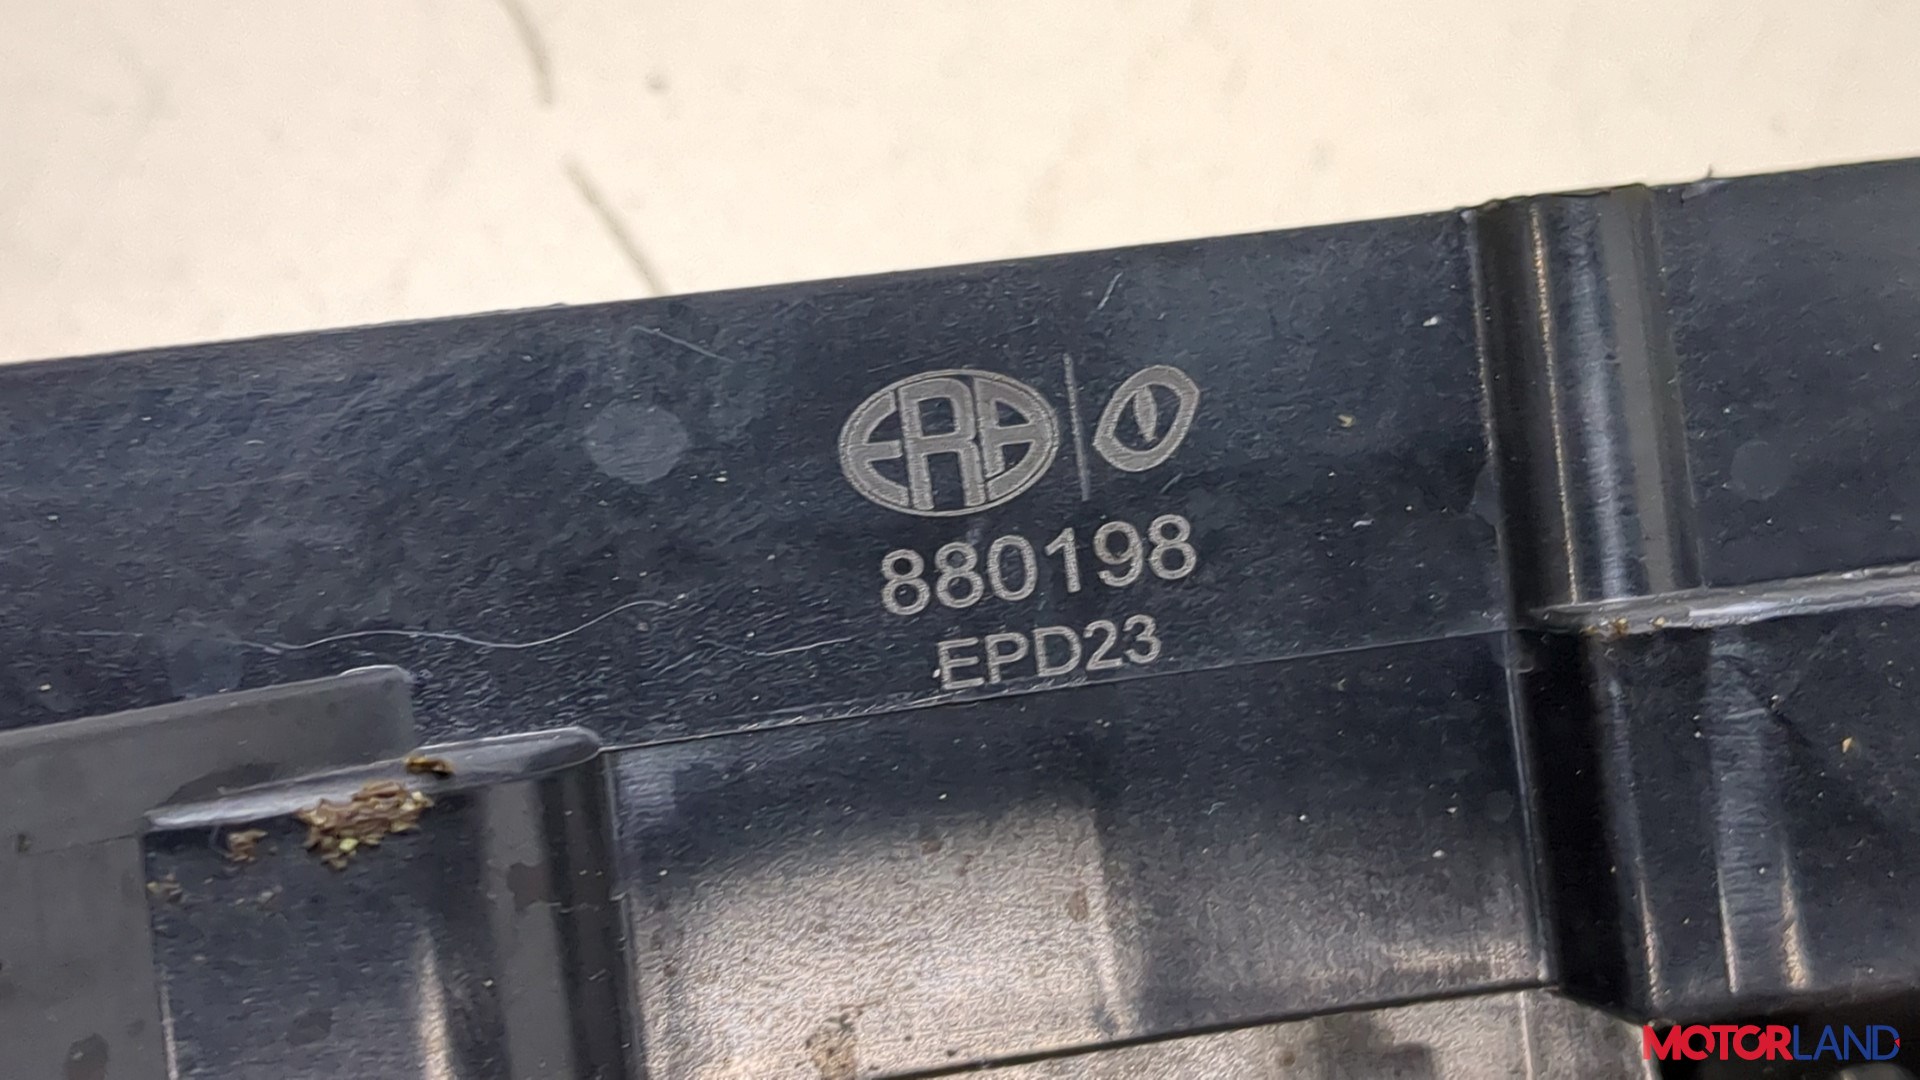 ERA
880198
EPD23
MOTORLAND